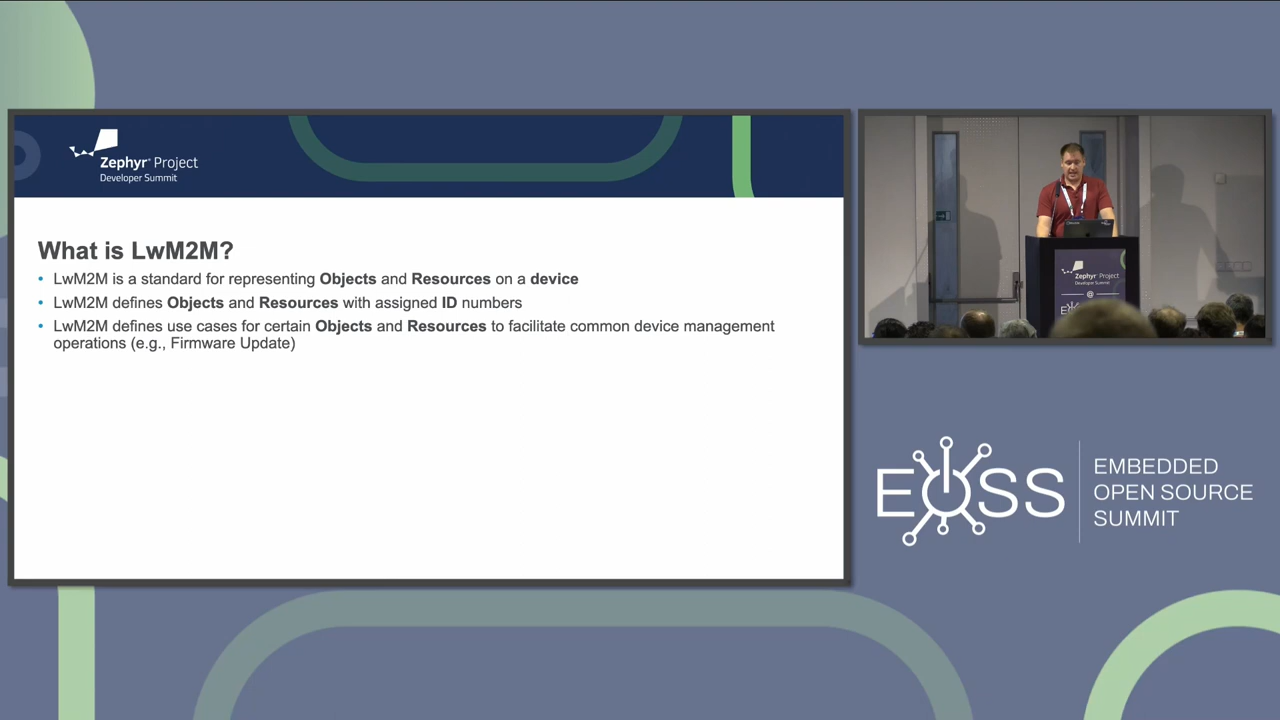 Zephyr® Project
Developer Summit
What is LwM2M?
• LwM2M is a standard for representing Objects and Resources on a device
• LwM2M defines Objects and Resources with assigned ID numbers
• LwM2M defines use cases for certain Objects and Resources to facilitate common device management
operations (e.g., Firmware Update)
Zephyr Project
Developer Summit
@
EOSS
EMBEDDED
OPEN SOURCE
SUMMIT